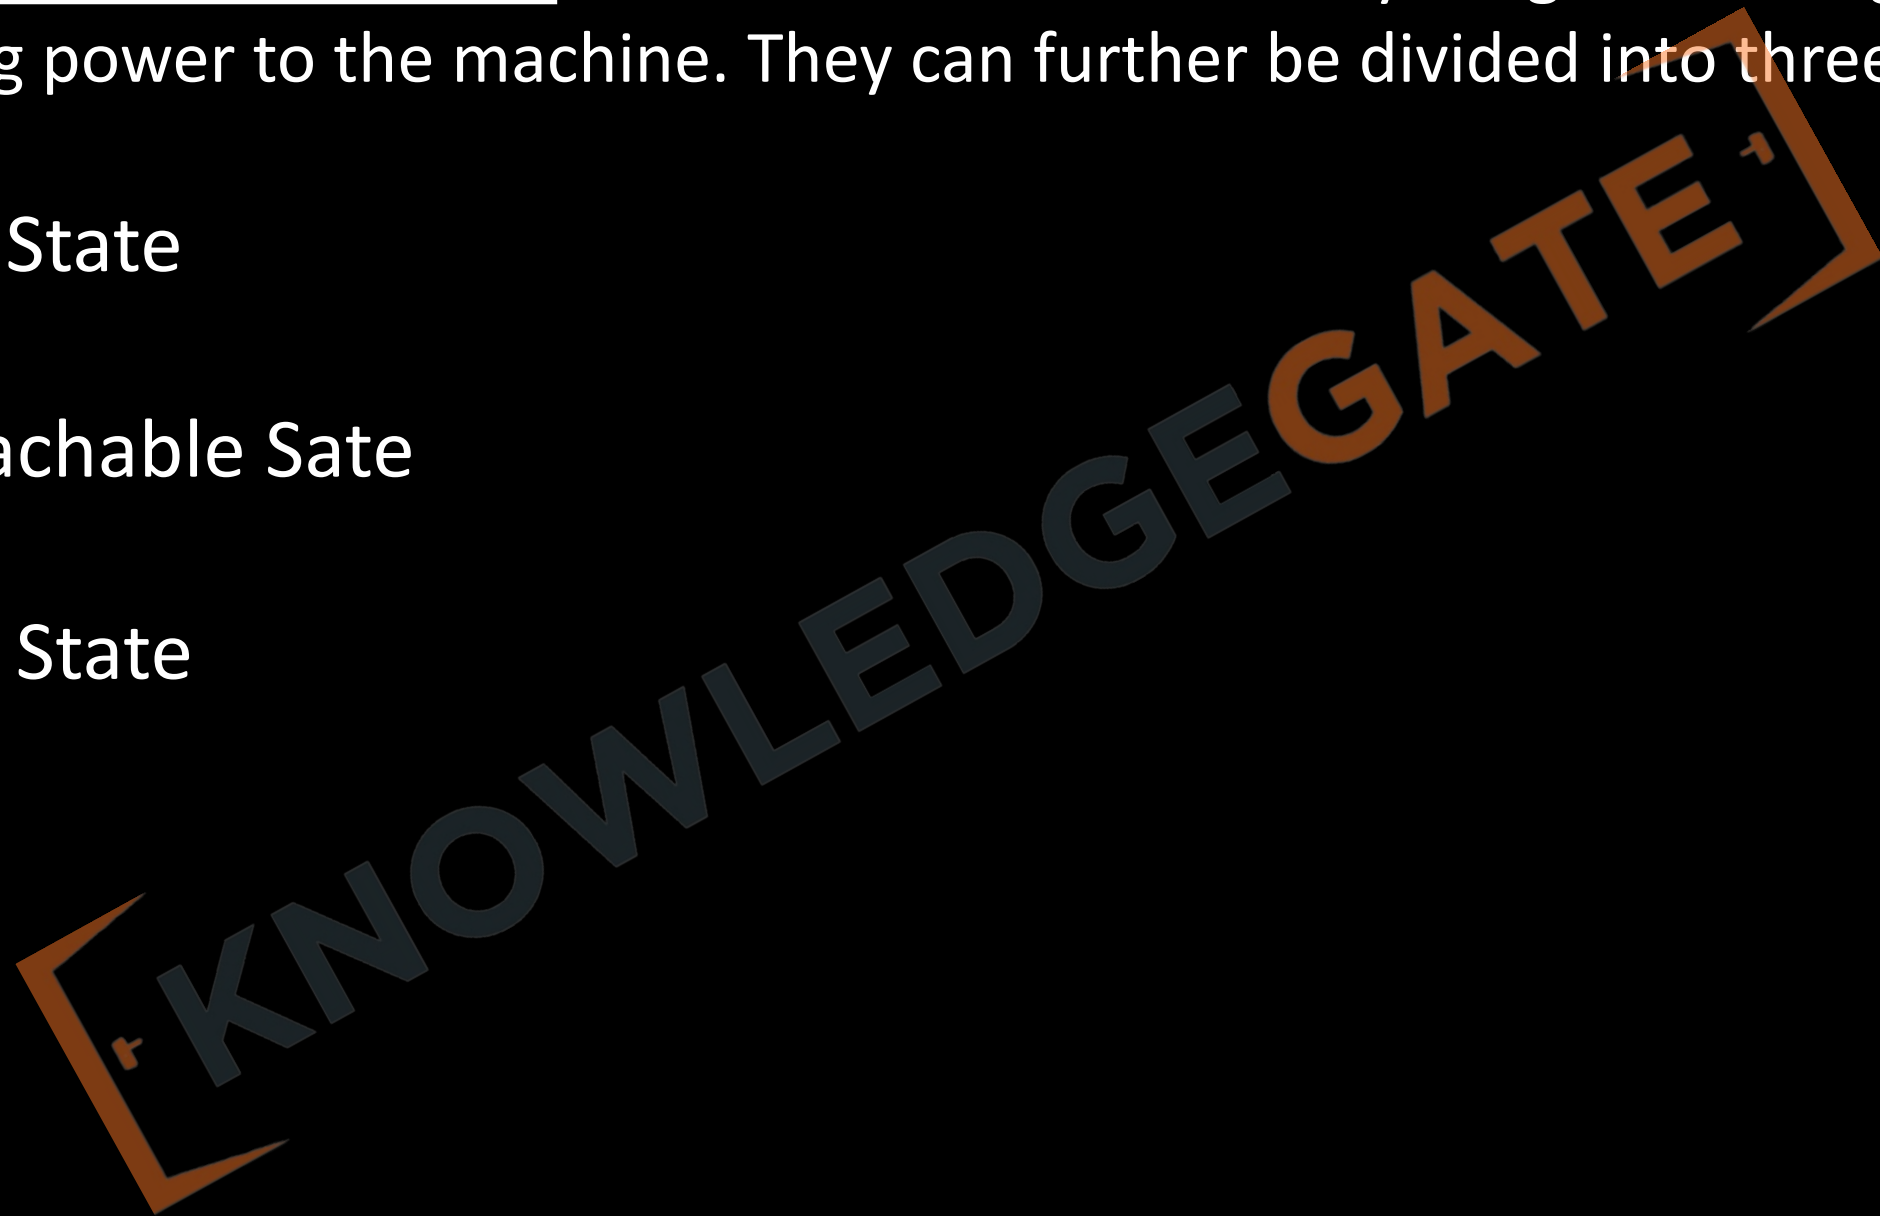 g power to the machine. They can further be divided into three
State
achable Sate
State
KNOWLEDGEGATE